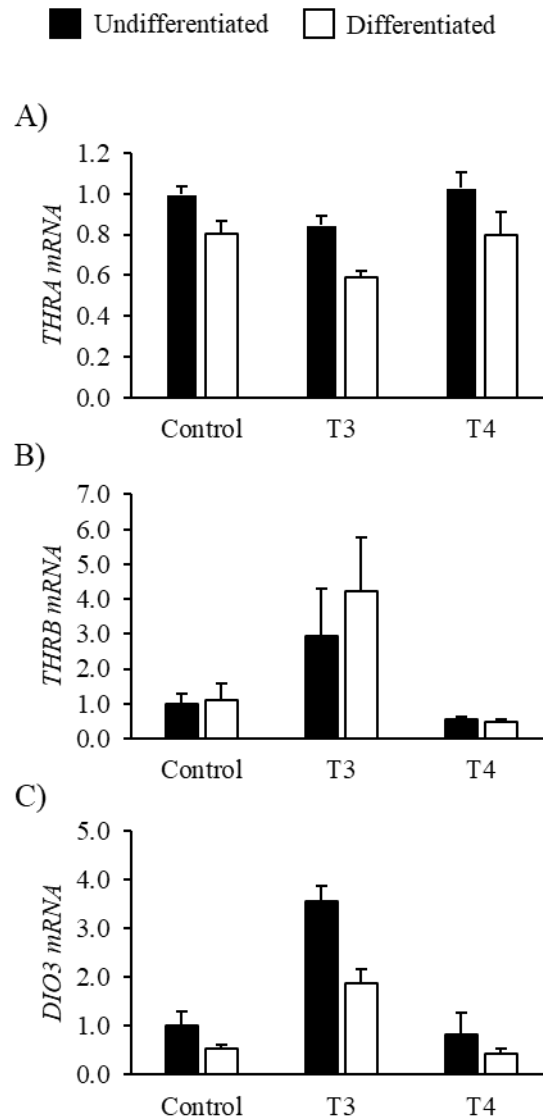 Undifferentiated Differentiated
A)
THRA mRNA
1.2
1.0
0.8
0.6
0.4
0.2
0.0
Control T3 T4
B)
THRB mRNA
7.0
6.0
5.0
4.0
3.0
2.0
1.0
0.0
Control T3 T4
C)
DIO3 mRNA
5.0
4.0
3.0
2.0
1.0
0.0
Control T3 T4